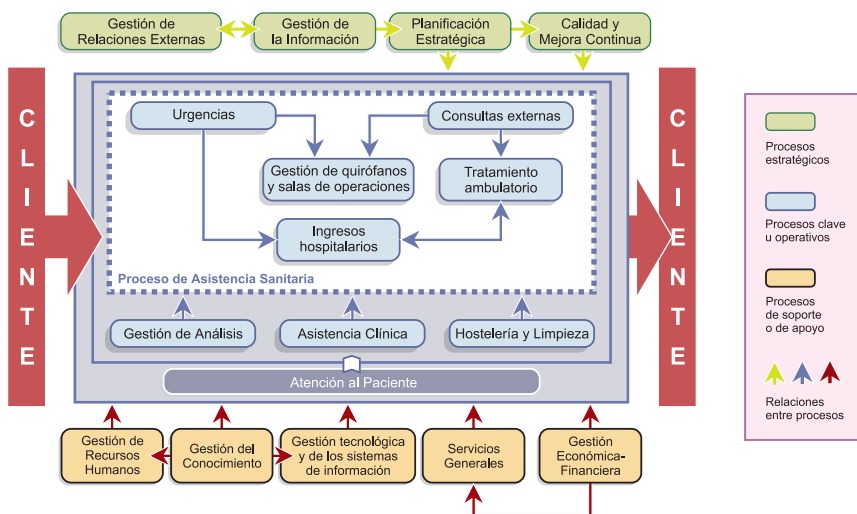 Gestión de
Relaciones Externas
Gestión de
la Información
Planificación
Estratégica
Calidad y
Mejora Continua
CLIENTE
Urgencias
Consultas externas
Gestión de quirófanos
y salas de operaciones
Tratamiento
ambulatorio
Ingresos
hospitalarios
Proceso de Asistencia Sanitaria
Gestión de Análisis
Asistencia Clínica
Hostelería y Limpieza
Atención al Paciente
CLIENTE
Gestión de
Recursos
Humanos
Gestión del
Conocimiento
Gestión tecnológica
y de los sistemas
de información
Servicios
Generales
Gestión
Económica-
Financiera
Procesos
estratégicos
Procesos clave
u operativos
Procesos
de soporte
o de apoyo
Relaciones
entre procesos